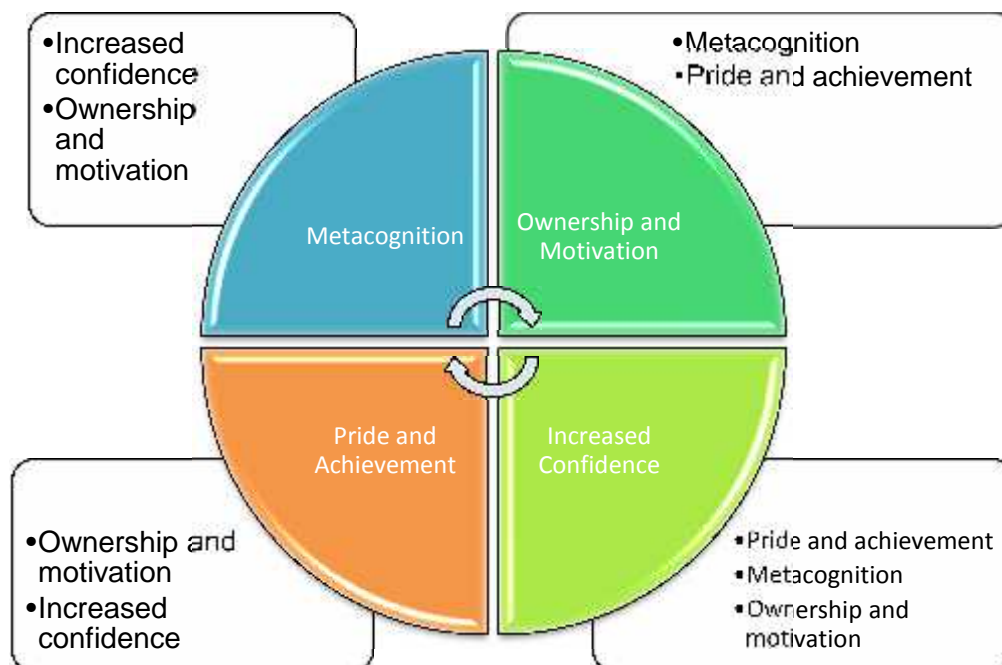 •Increased
confidence
•Ownership
and
motivation
•Metacognition
•Pride and achievement
Metacognition
Ownership and
Motivation
Pride and
Achievement
Increased
Confidence
•Ownership and
motivation
•Increased
confidence
•Pride and achievement
•Metacognition
•Ownership and
motivation